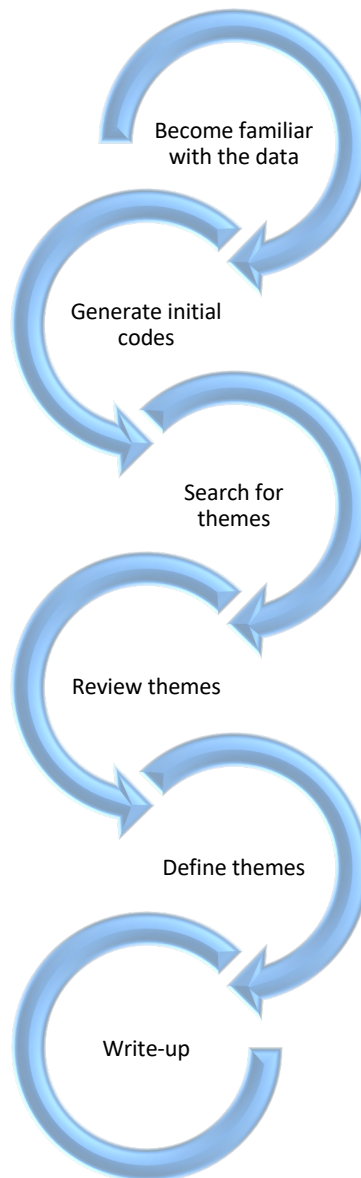 Become familiar
with the data
Generate initial
codes
Search for
themes
Review themes
Define themes
Write-up